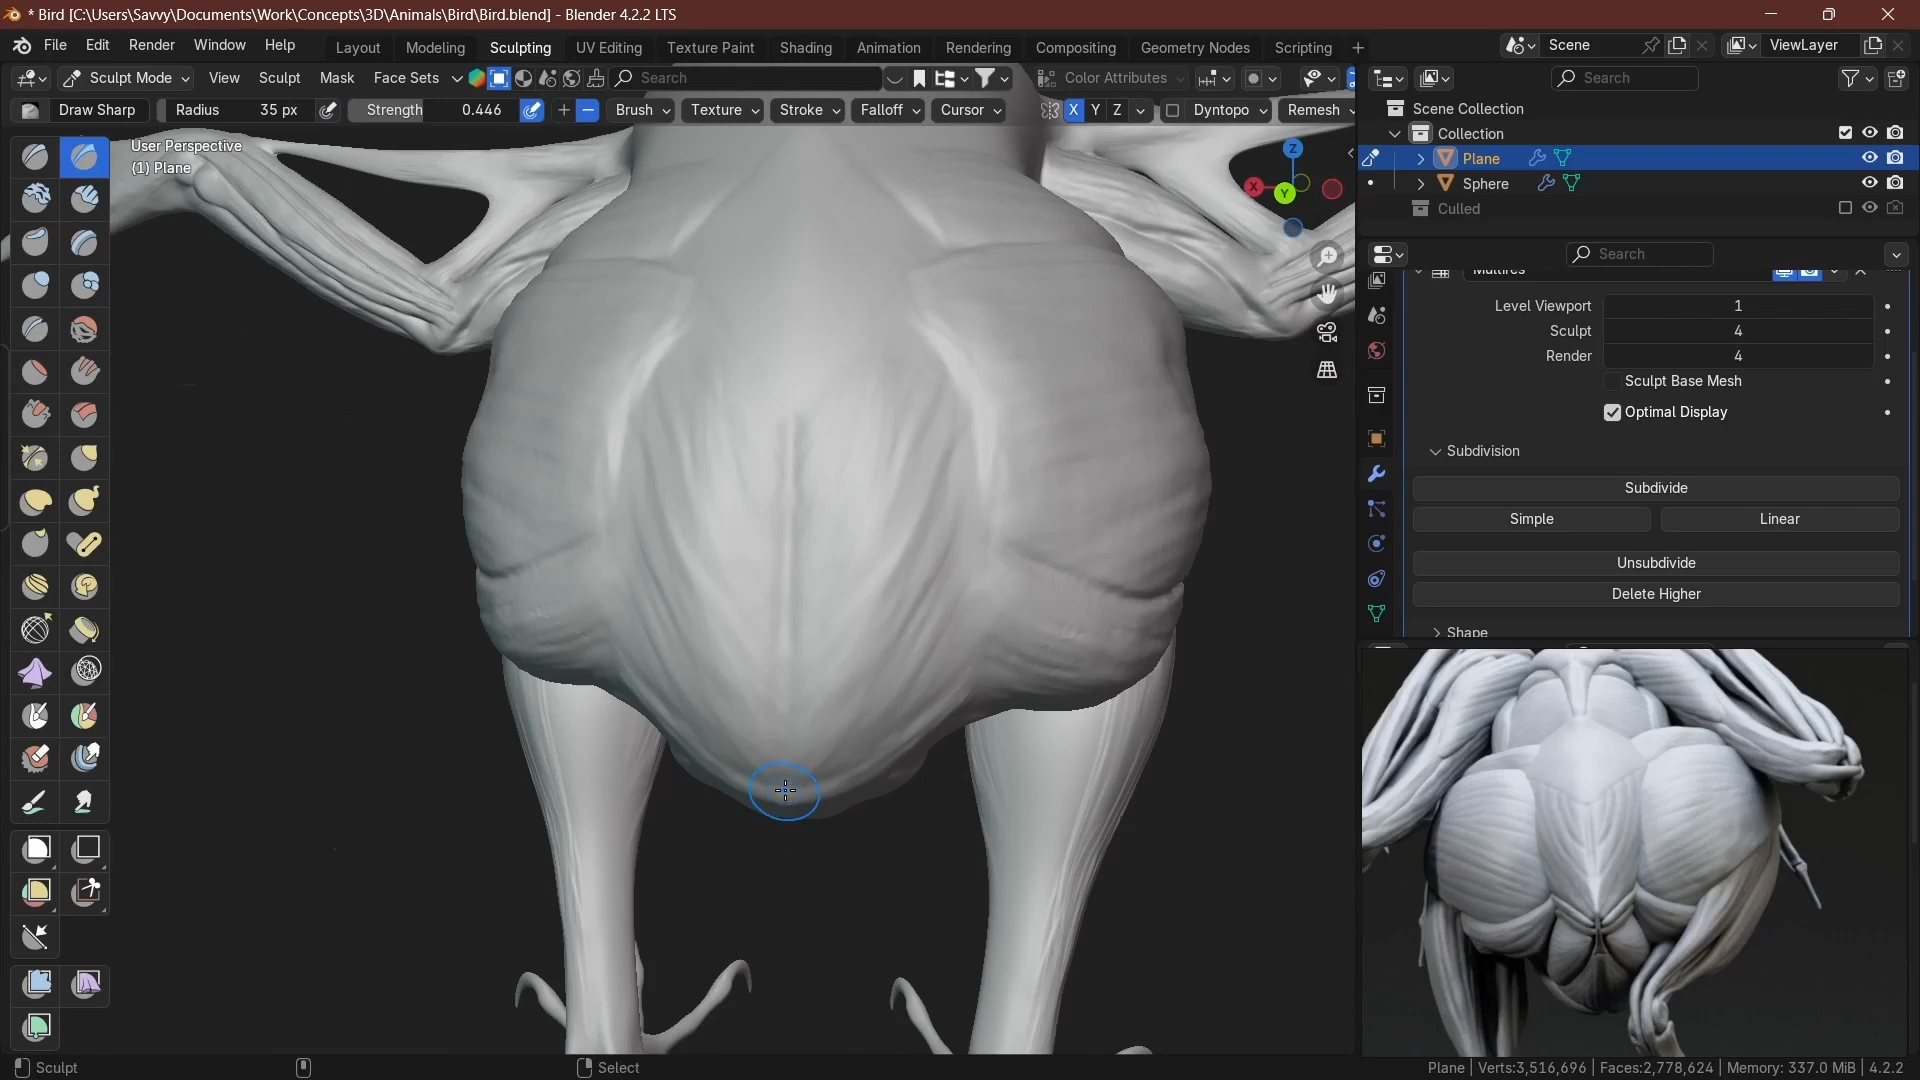 * Bird [C:\Users\Savvy\Documents\Work\Concepts\3D\Animals\Bird\Bird.blend] - Blender 4.2.2 LTS
File Edit Render Window Help Layout Modeling Sculpting UV Editing Texture Paint Shading Animation Rendering Compositing Geometry Nodes Scripting + Scene ViewLayer
Sculpt Mode View Sculpt Mask Face Sets Search Color Attributes Search
Draw Sharp Radius 35 px Strength 0.446 Brush Texture Stroke Falloff Cursor X Y Z Dyntopo Remesh
Scene Collection
Collection
Plane
Sphere
Culled
User Perspective
(1) Plane
Z
X
Y
Search
Multires
Level Viewport 1
Sculpt 4
Render 4
Sculpt Base Mesh
Optimal Display
Subdivision
Subdivide
Simple Linear
Unsubdivide
Delete Higher
Shape
Sculpt Select Plane | Verts:3,516,696 | Faces:2,778,624 | Memory: 337.0 MiB | 4.2.2